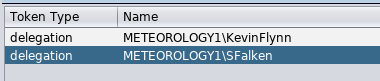 Token Type Name
delegation METEOROLOGY1\KevinFlynn
delegation METEOROLOGY1\SFalken